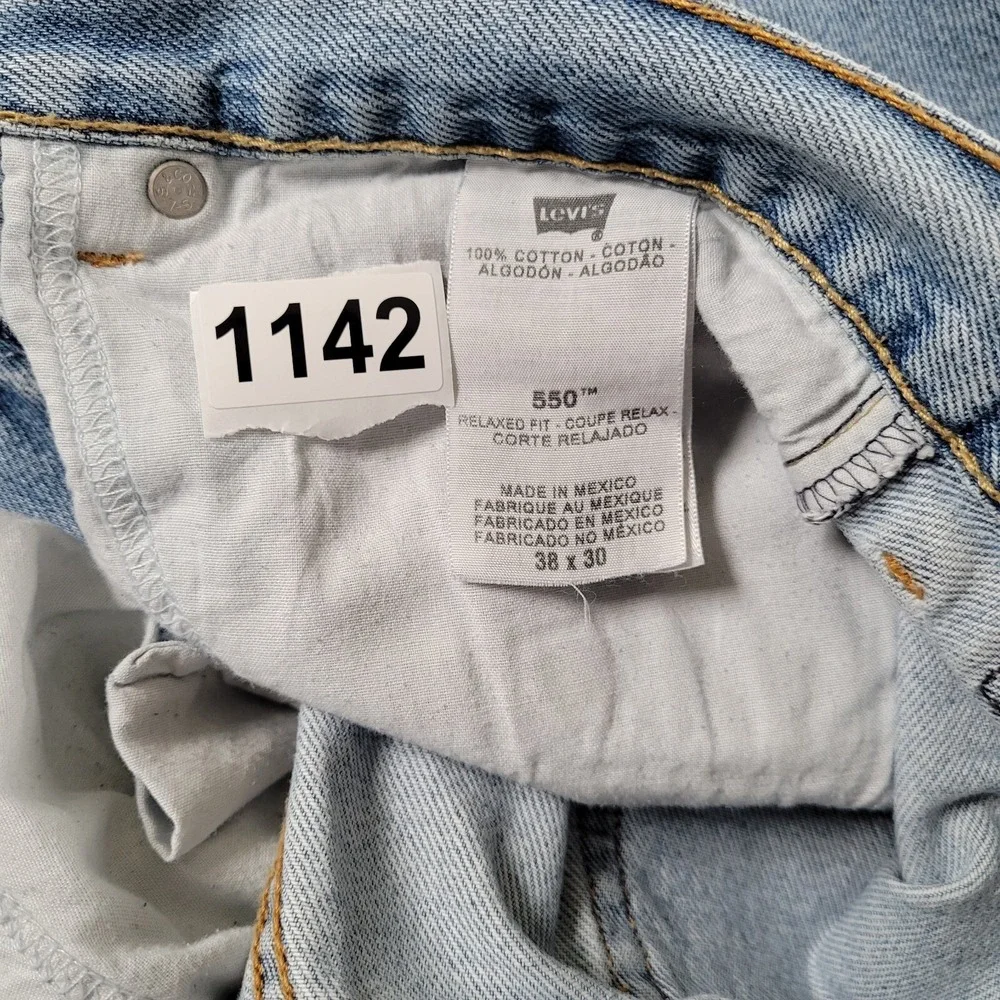 1142
Levi's
®
100% COTTON - COTON -
ALGODÓN - ALGODÃO
550™
RELAXED FIT - COUPE RELAX -
CORTE RELAJADO
MADE IN MEXICO
FABRIQUE AU MEXIQUE
FABRICADO EN MEXICO
FABRICADO NO MÉXICO
38 x 30